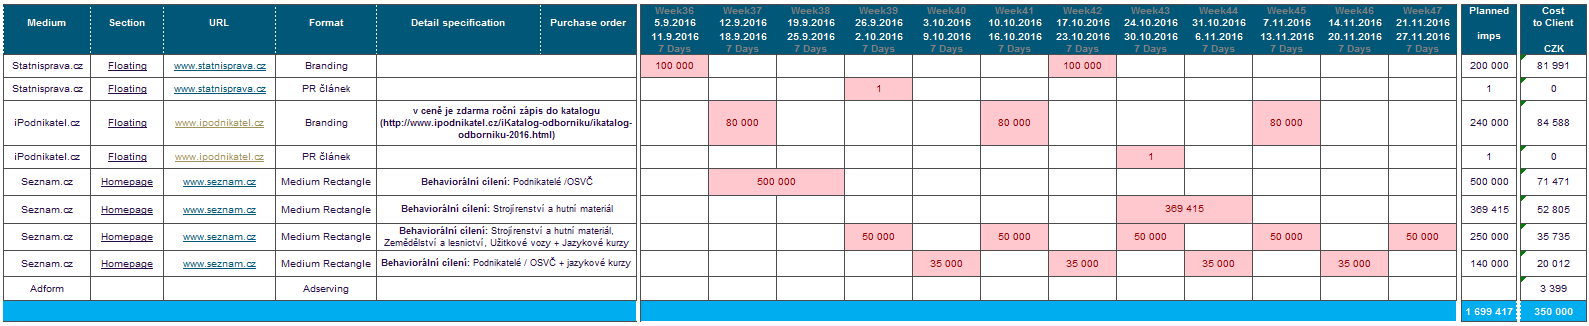 Medium Section URL Format Detail specification Purchase order Week36 Week37 Week38 Week39 Week40 Week41 Week42 Week43 Week44 Week45 Week46 Week47 Planned Cost
5.9.2016 12.9.2016 19.9.2016 26.9.2016 3.10.2016 10.10.2016 17.10.2016 24.10.2016 31.10.2016 7.11.2016 14.11.2016 21.11.2016 to Client
11.9.2016 18.9.2016 25.9.2016 2.10.2016 9.10.2016 16.10.2016 23.10.2016 30.10.2016 6.11.2016 13.11.2016 20.11.2016 27.11.2016 imps
7 Days 7 Days 7 Days 7 Days 7 Days 7 Days 7 Days 7 Days 7 Days 7 Days 7 Days 7 Days CZK
Statnisprava.cz Floating www.statnisprava.cz Branding 100 000 100 000 200 000 81 991
Statnisprava.cz Floating www.statnisprava.cz PR článek 1 1 0
v ceně je zdarma roční zápis do katalogu
iPodnikatel.cz Floating www.ipodnikatel.cz Branding (http://www.ipodnikatel.cz/iKatalog-odborniku/ikatalog- 80 000 80 000 80 000 240 000 84 588
odborniku-2016.html)
iPodnikatel.cz Floating www.ipodnikatel.cz PR článek 1 1 0
Seznam.cz Homepage www.seznam.cz Medium Rectangle Behaviorální cílení: Podnikatelé /OSVČ 500 000 500 000 71 471
Seznam.cz Homepage www.seznam.cz Medium Rectangle Behaviorální cílení: Strojírenství a hutní materiál 369 415 369 415 52 805
Seznam.cz Homepage www.seznam.cz Medium Rectangle Behaviorální cílení: Strojírenství a hutní materiál, 50 000 50 000 50 000 50 000 50 000 250 000 35 735
Zemědělství a lesnictví, Užitkové vozy + Jazykové kurzy
Seznam.cz Homepage www.seznam.cz Medium Rectangle Behaviorální cílení: Podnikatelé / OSVČ + jazykové kurzy 35 000 35 000 35 000 35 000 140 000 20 012
Adform Adserving 3 399
1 699 417 350 000